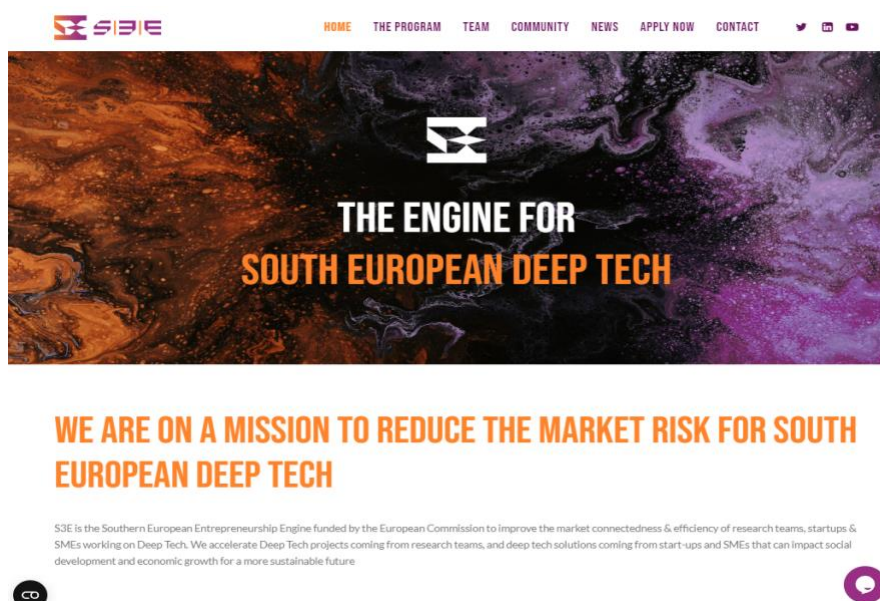 S3E
HOME THE PROGRAM TEAM COMMUNITY NEWS APPLY NOW CONTACT
THE ENGINE FOR
SOUTH EUROPEAN DEEP TECH
WE ARE ON A MISSION TO REDUCE THE MARKET RISK FOR SOUTH
EUROPEAN DEEP TECH
S3E is the Southern European Entrepreneurship Engine funded by the European Commission to improve the market connectedness & efficiency of research teams, startups &
SMEs working on Deep Tech. We accelerate Deep Tech projects coming from research teams, and deep tech solutions coming from start-ups and SMEs that can impact social
development and economic growth for a more sustainable future